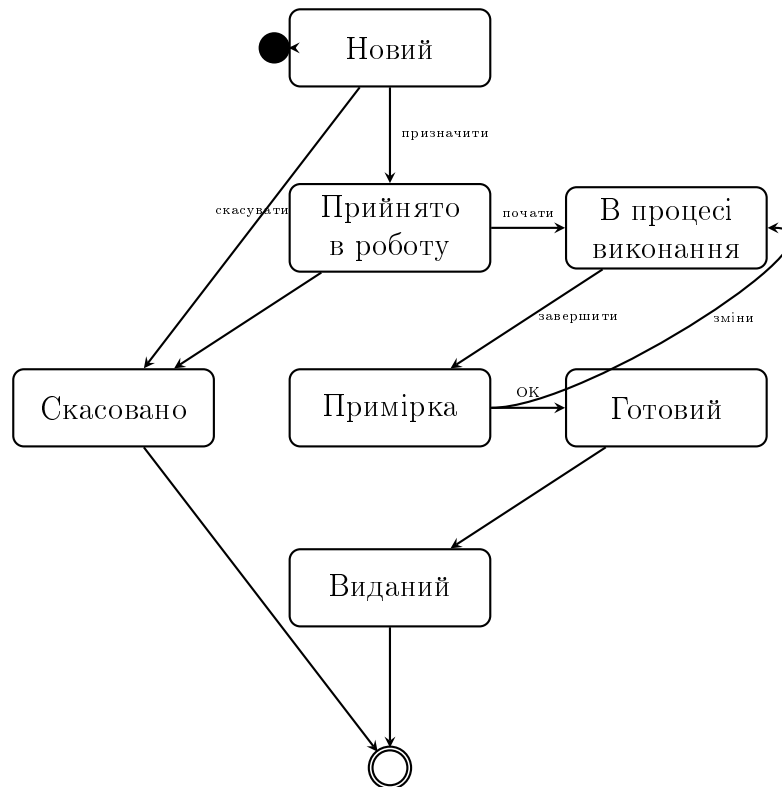 Новий
призначити
скасувати
Прийнято
в роботу
почати
В процесі
виконання
завершити
зміни
Скасовано
Примірка
ОК
Готовий
Виданий